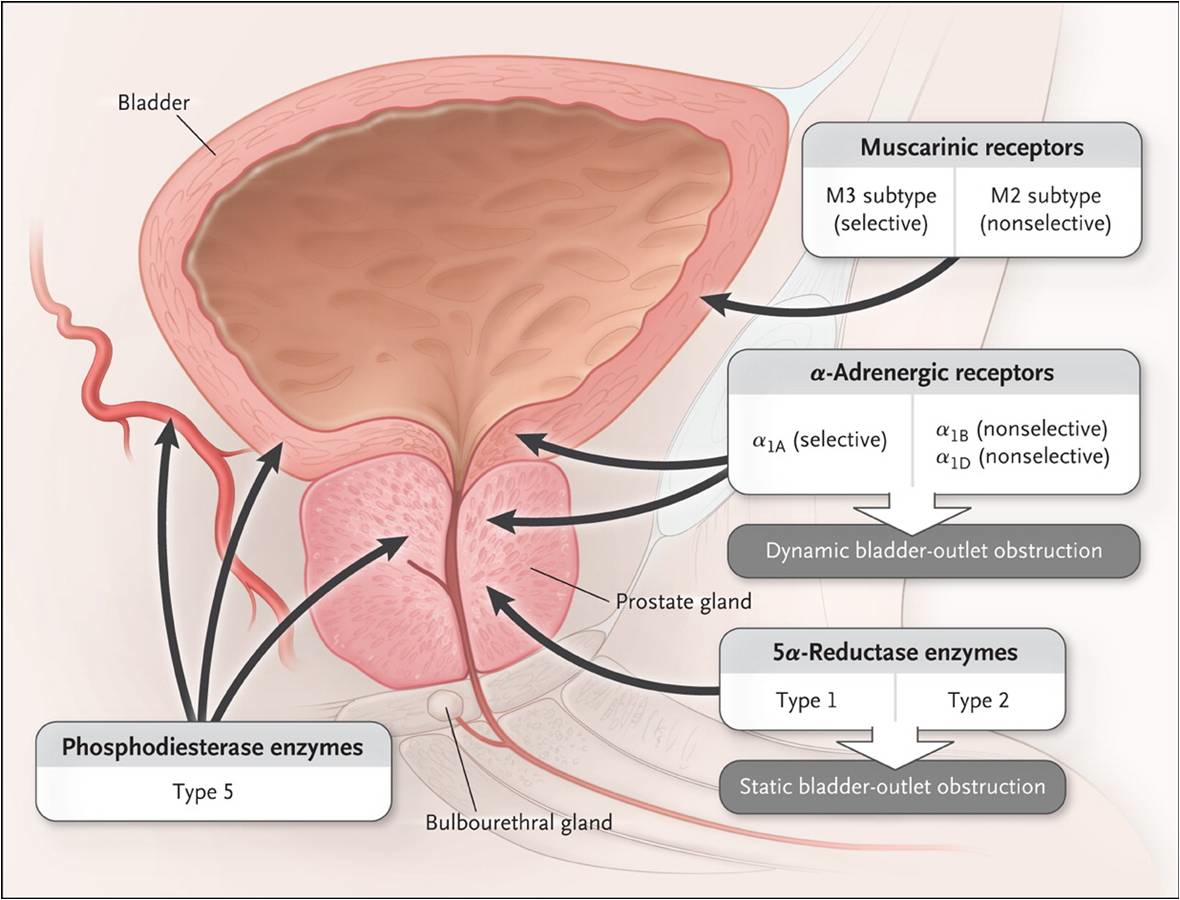 Bladder
Muscarinic receptors
M3 subtype
(selective)
M2 subtype
(nonselective)
α-Adrenergic receptors
α1A (selective)
α1B (nonselective)
α1D (nonselective)
Dynamic bladder-outlet obstruction
Prostate gland
5α-Reductase enzymes
Type 1
Type 2
Static bladder-outlet obstruction
Phosphodiesterase enzymes
Type 5
Bulbourethral gland